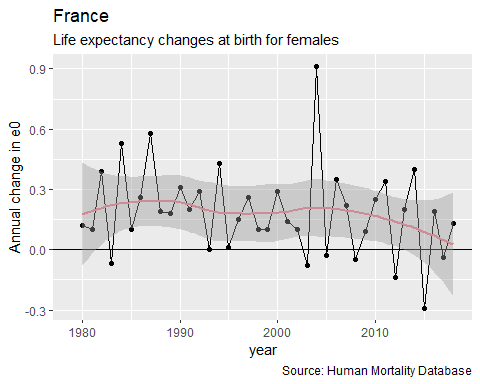 France
Life expectancy changes at birth for females
Annual change in e0
0.9
0.6
0.3
0.0
-0.3
1980 1990 2000 2010
year
Source: Human Mortality Database